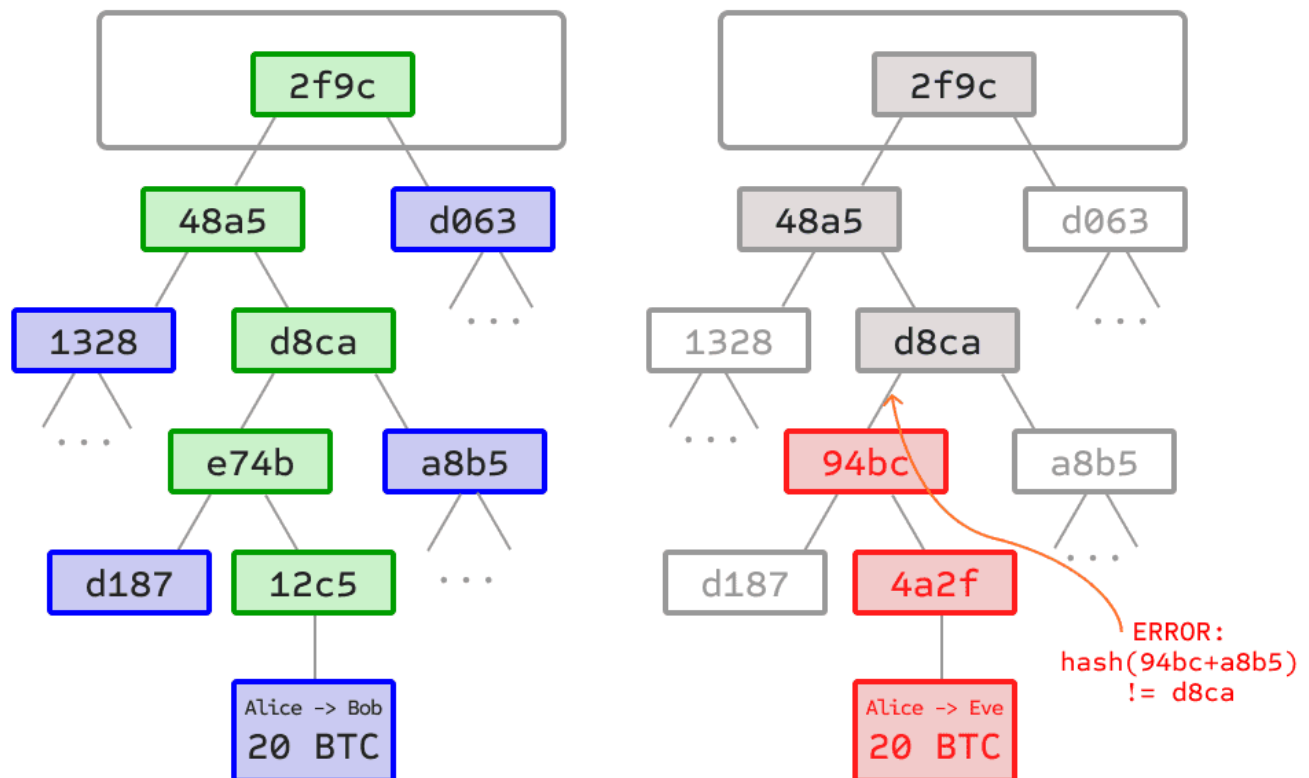 2f9c
48a5
d063
1328
d8ca
...
...
e74b
a8b5
d187
12c5
...
Alice -> Bob
20 BTC
2f9c
48a5
d063
1328
d8ca
...
...
94bc
a8b5
d187
4a2f
...
ERROR:
hash(94bc+a8b5)
!= d8ca
Alice -> Eve
20 BTC